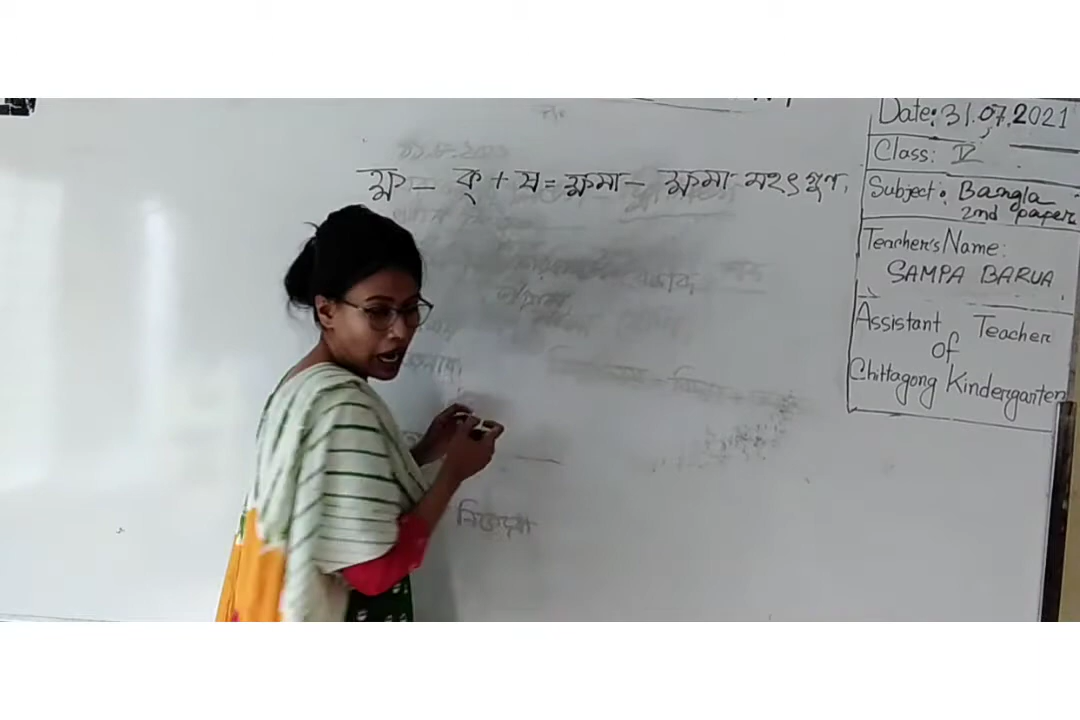 ক্ষ - ক্ + ষ = ক্ষমা - ক্ষমা মহৎ গুণ।
Date: 31.07.2021
Class: V
Subject: Bangla
2nd paper
Teacher's Name:
SAMPA BARUA
Assistant Teacher
of
Chittagong Kindergarten